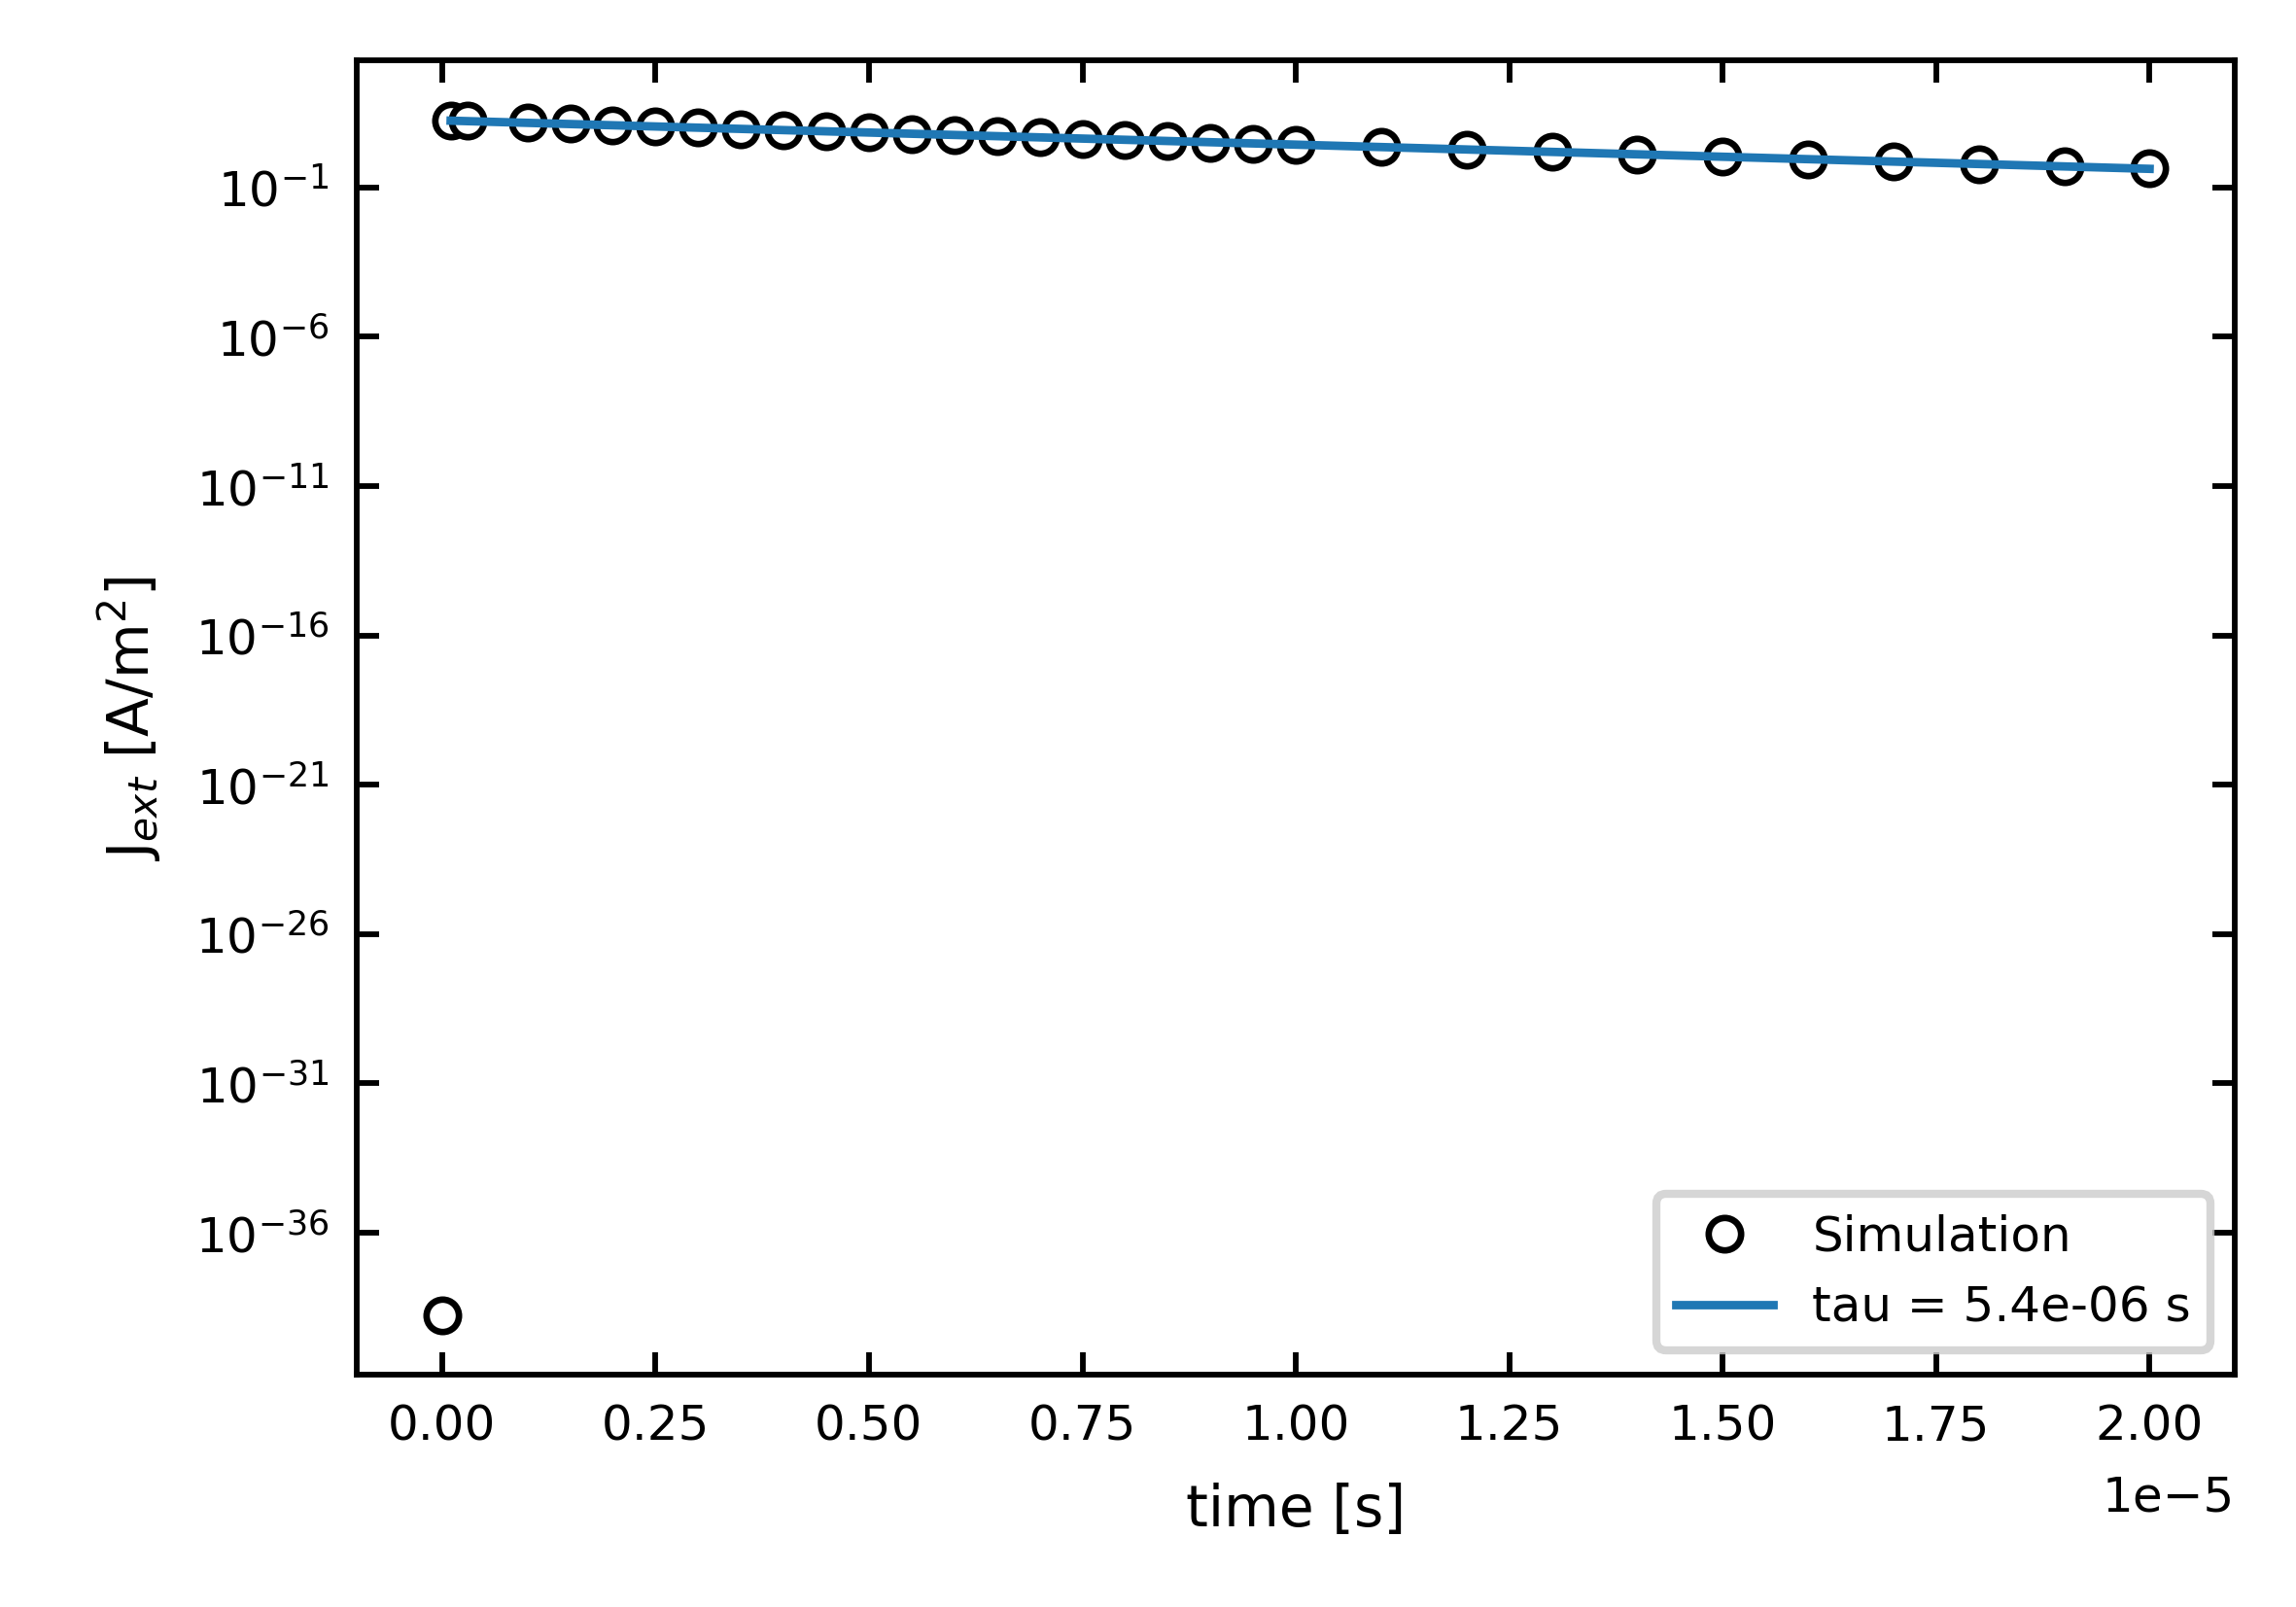 10⁻¹
10⁻⁶
10⁻¹¹
10⁻¹⁶
10⁻²¹
10⁻²⁶
10⁻³¹
10⁻³⁶
J_ext [A/m²]
Simulation
tau = 5.4e-06 s
0.00 0.25 0.50 0.75 1.00 1.25 1.50 1.75 2.00
1e−5
time [s]